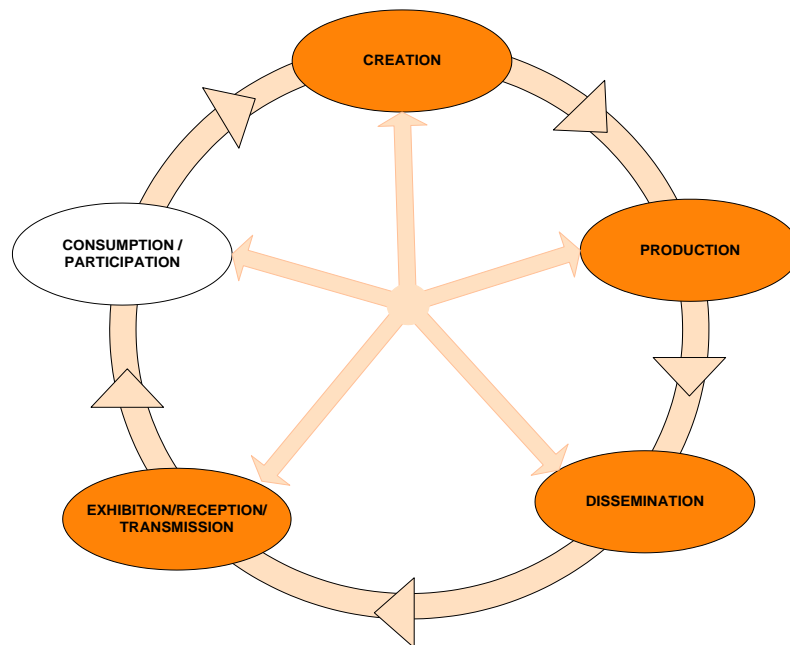 CREATION
PRODUCTION
DISSEMINATION
EXHIBITION/RECEPTION/
TRANSMISSION
CONSUMPTION /
PARTICIPATION